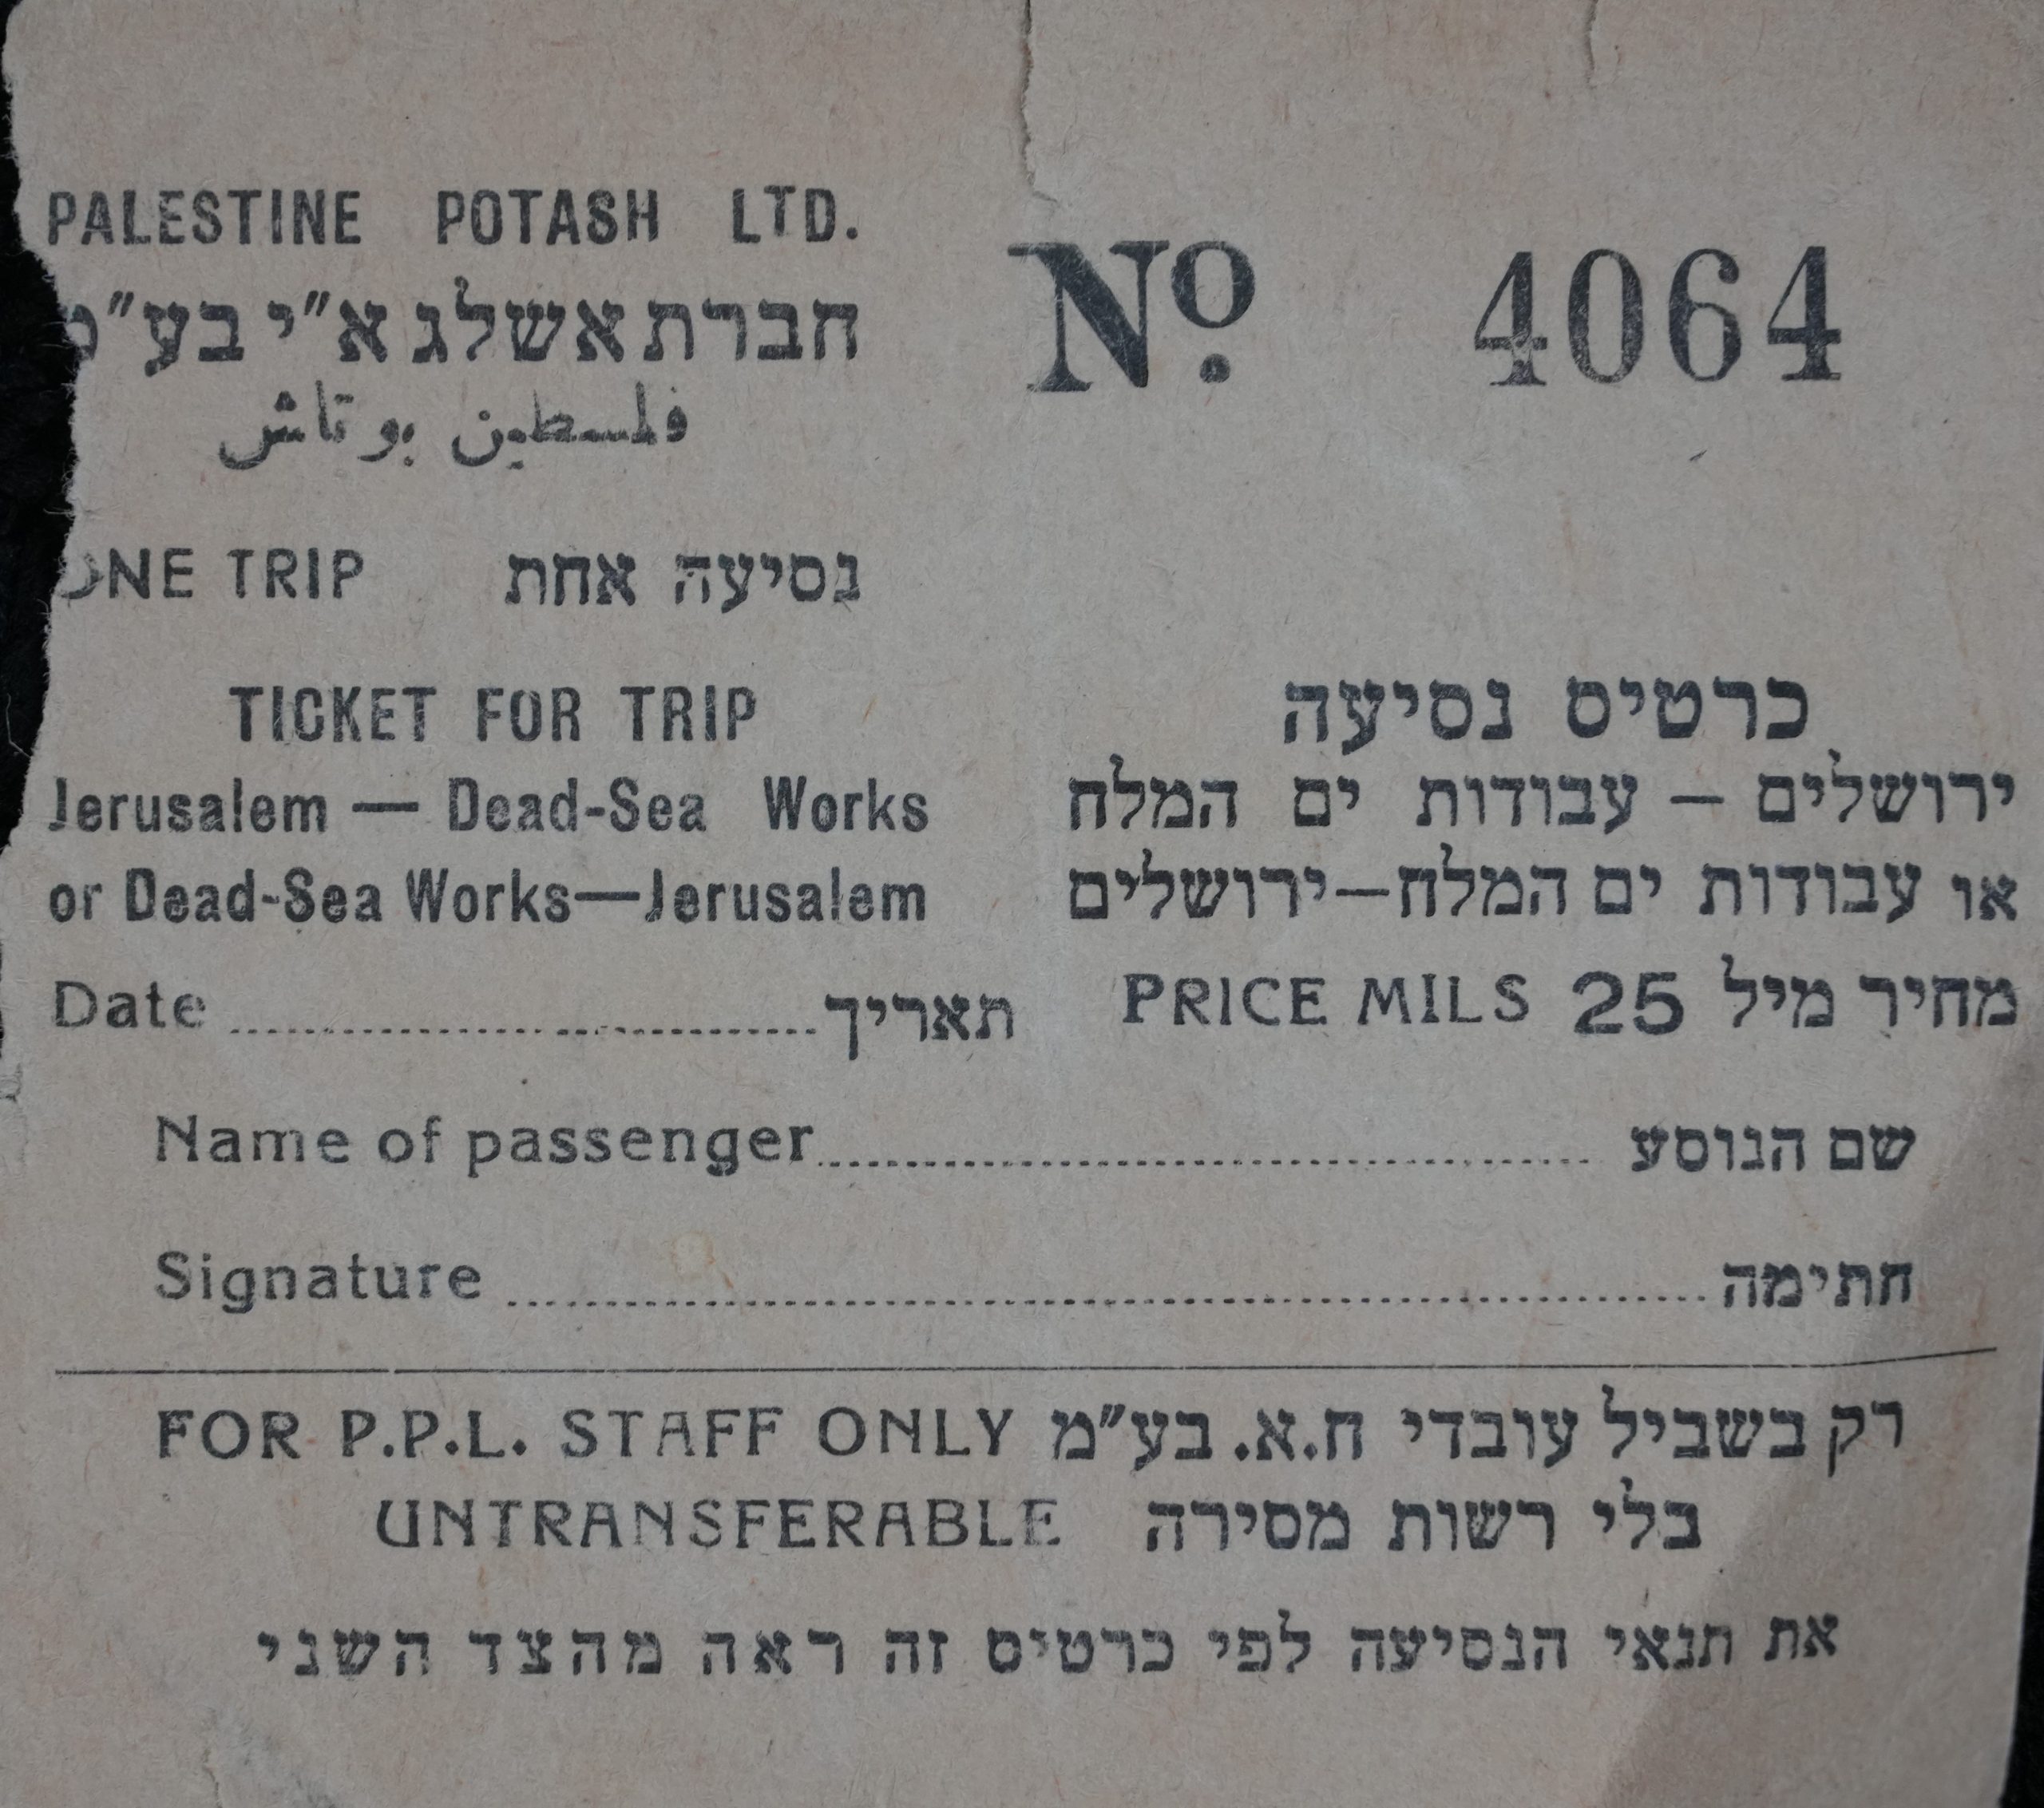 PALESTINE POTASH LTD.
חברת אשלג א"י בע"מ
فلسطين بوتاش
No. 4064
ONE TRIP נסיעה אחת
TICKET FOR TRIP כרטיס נסיעה
Jerusalem — Dead-Sea Works ירושלים – עבודות ים המלח
or Dead-Sea Works—Jerusalem או עבודות ים המלח–ירושלים
Date ........ תאריך PRICE MILS 25 מחיר מיל
Name of passenger........ שם הנוסע
Signature ........ חתימה
FOR P.P.L. STAFF ONLY רק בשביל עובדי ח.א. בע"מ
UNTRANSFERABLE בלי רשות מסירה
את תנאי הנסיעה לפי כרטיס זה ראה מהצד השני